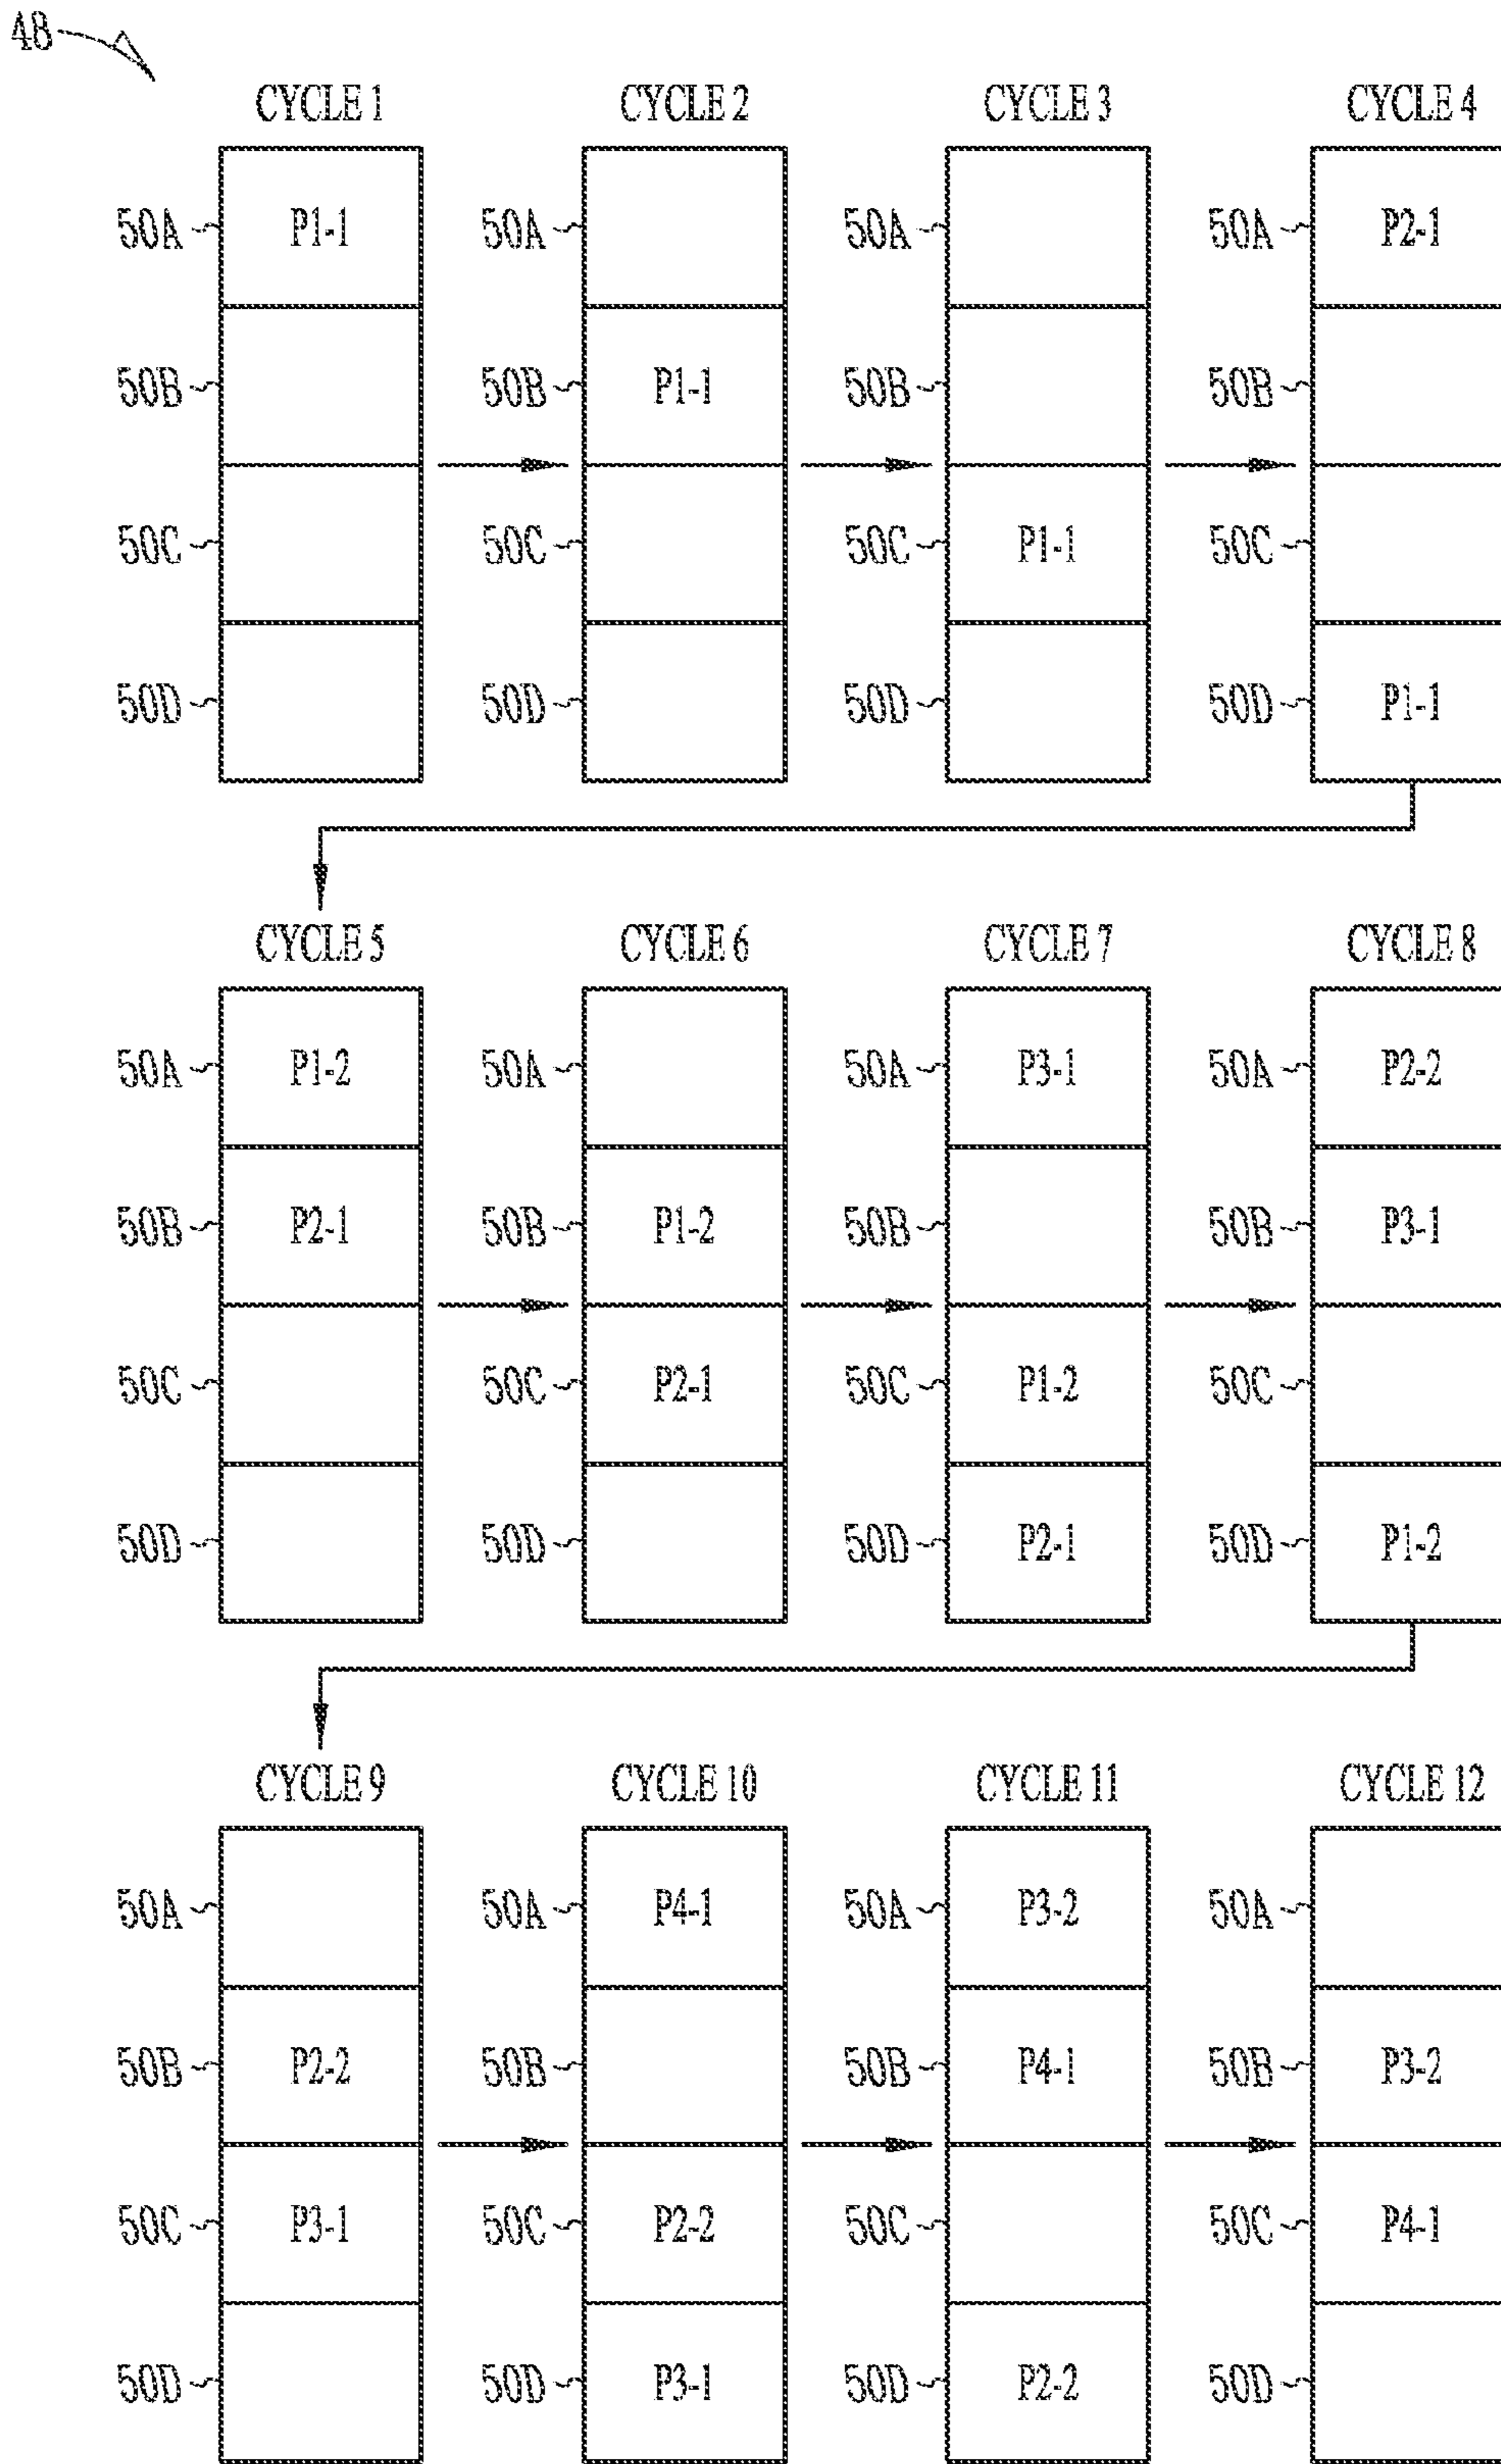 48
CYCLE 1 CYCLE 2 CYCLE 3 CYCLE 4
50A P1-1 50A 50A 50A P2-1
50B 50B P1-1 50B 50B
50C 50C 50C P1-1 50C
50D 50D 50D 50D P1-1
CYCLE 5 CYCLE 6 CYCLE 7 CYCLE 8
50A P1-2 50A 50A P3-1 50A P2-2
50B P2-1 50B P1-2 50B 50B P3-1
50C 50C P2-1 50C P1-2 50C
50D 50D 50D P2-1 50D P1-2
CYCLE 9 CYCLE 10 CYCLE 11 CYCLE 12
50A 50A P4-1 50A P3-2 50A
50B P2-2 50B 50B P4-1 50B P3-2
50C P3-1 50C P2-2 50C 50C P4-1
50D 50D P3-1 50D P2-2 50D